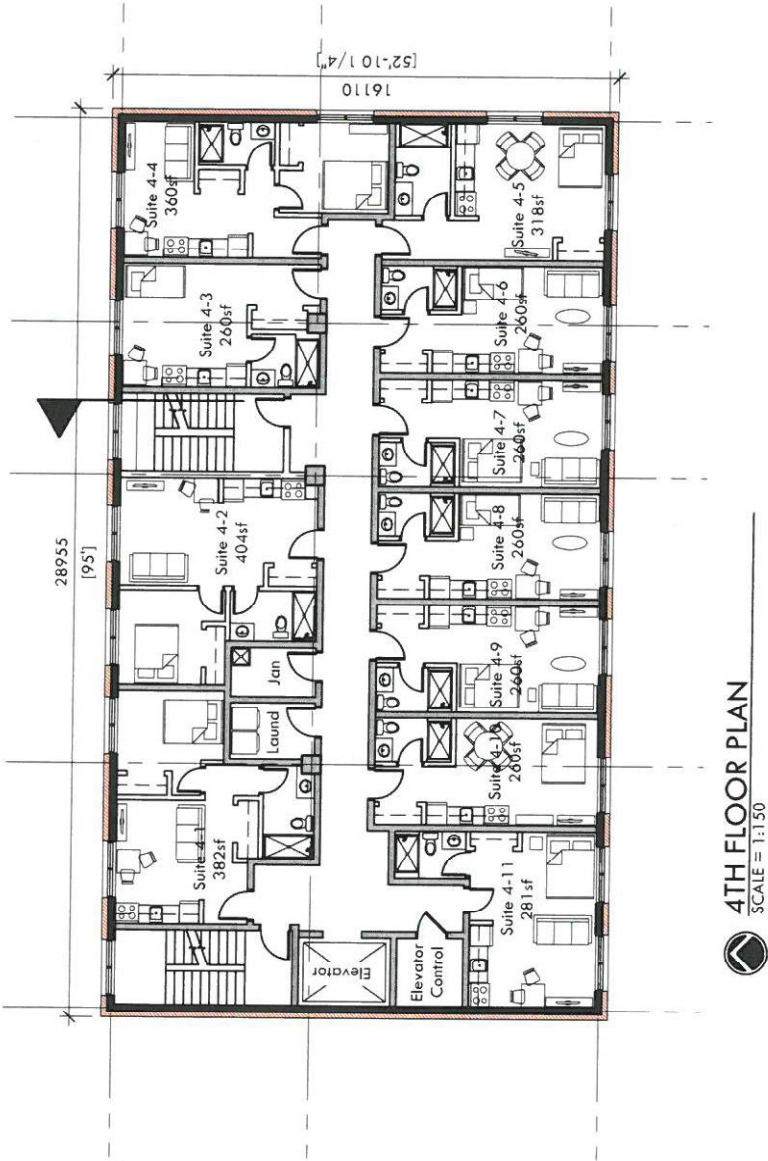 28955
[95']
16110
[52'-10 1/4"]
Suite 4-1
382sf
Suite 4-2
404sf
Suite 4-3
260sf
Suite 4-4
360sf
Laund
Jan
Elevator
Elevator
Control
Suite 4-11
281sf
Suite 4-10
260sf
Suite 4-9
260sf
Suite 4-8
260sf
Suite 4-7
260sf
Suite 4-6
260sf
Suite 4-5
318sf
4TH FLOOR PLAN
SCALE = 1:150